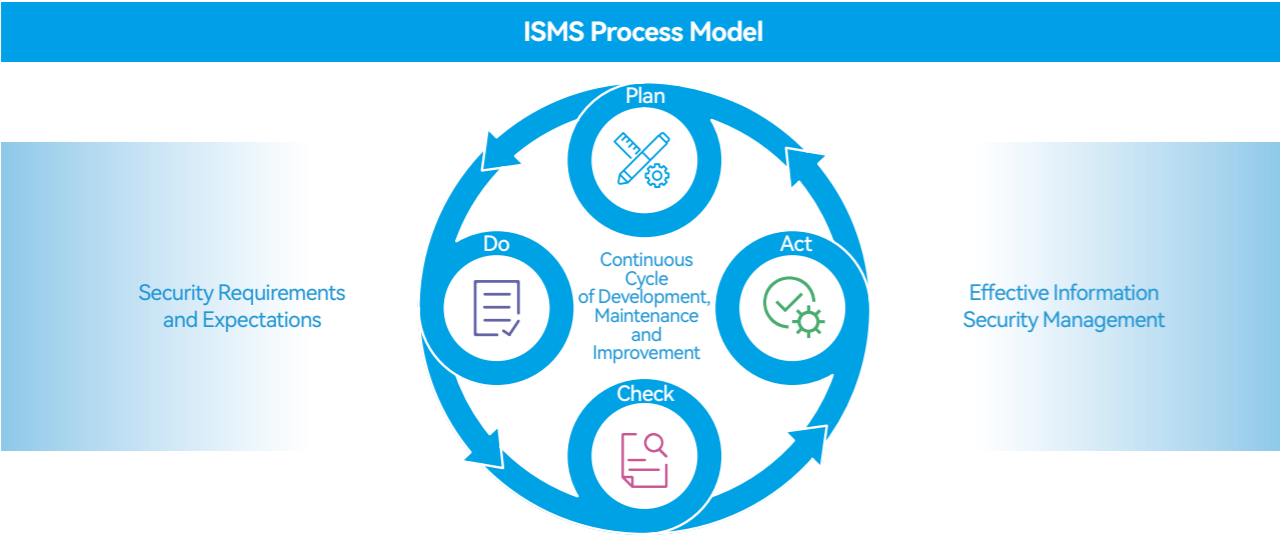 ISMS Process Model
Plan
Do
Act
Continuous
Cycle
of Development,
Maintenance
and
Improvement
Security Requirements
and Expectations
Effective Information
Security Management
Check